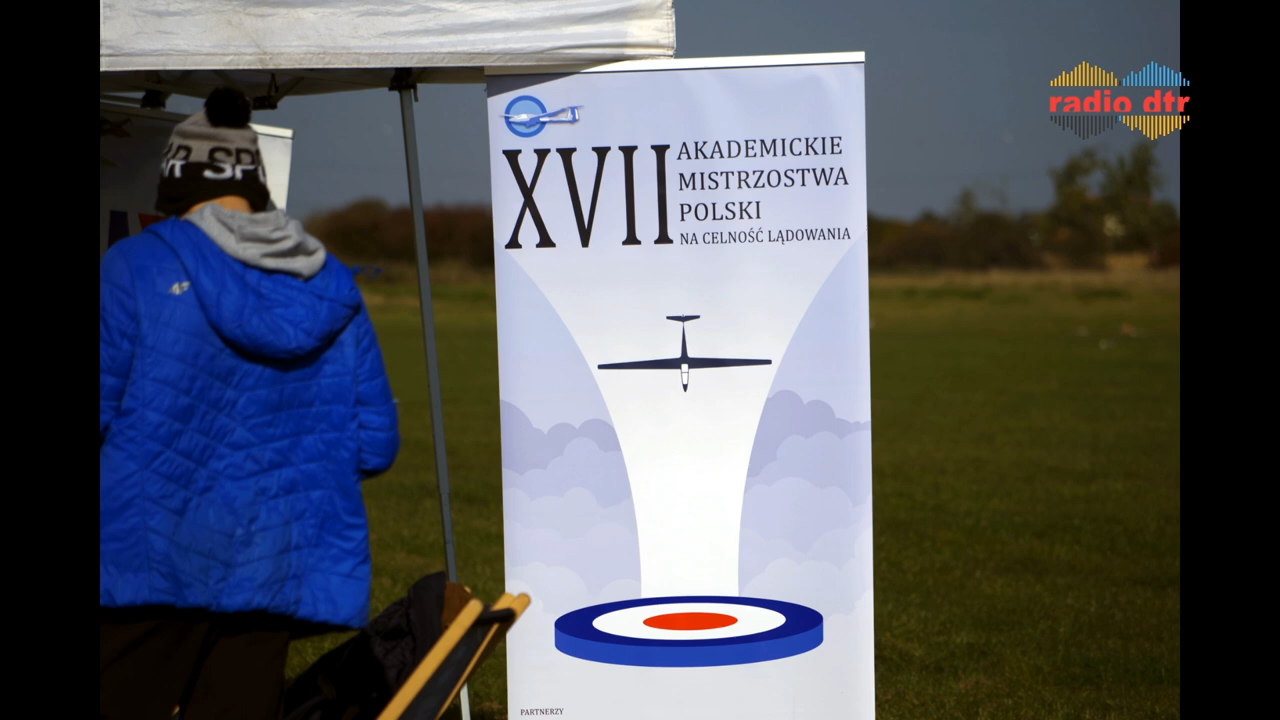 radio dtr
XVII
AKADEMICKIE
MISTRZOSTWA
POLSKI
NA CELNOŚĆ LĄDOWANIA
PARTNERZY